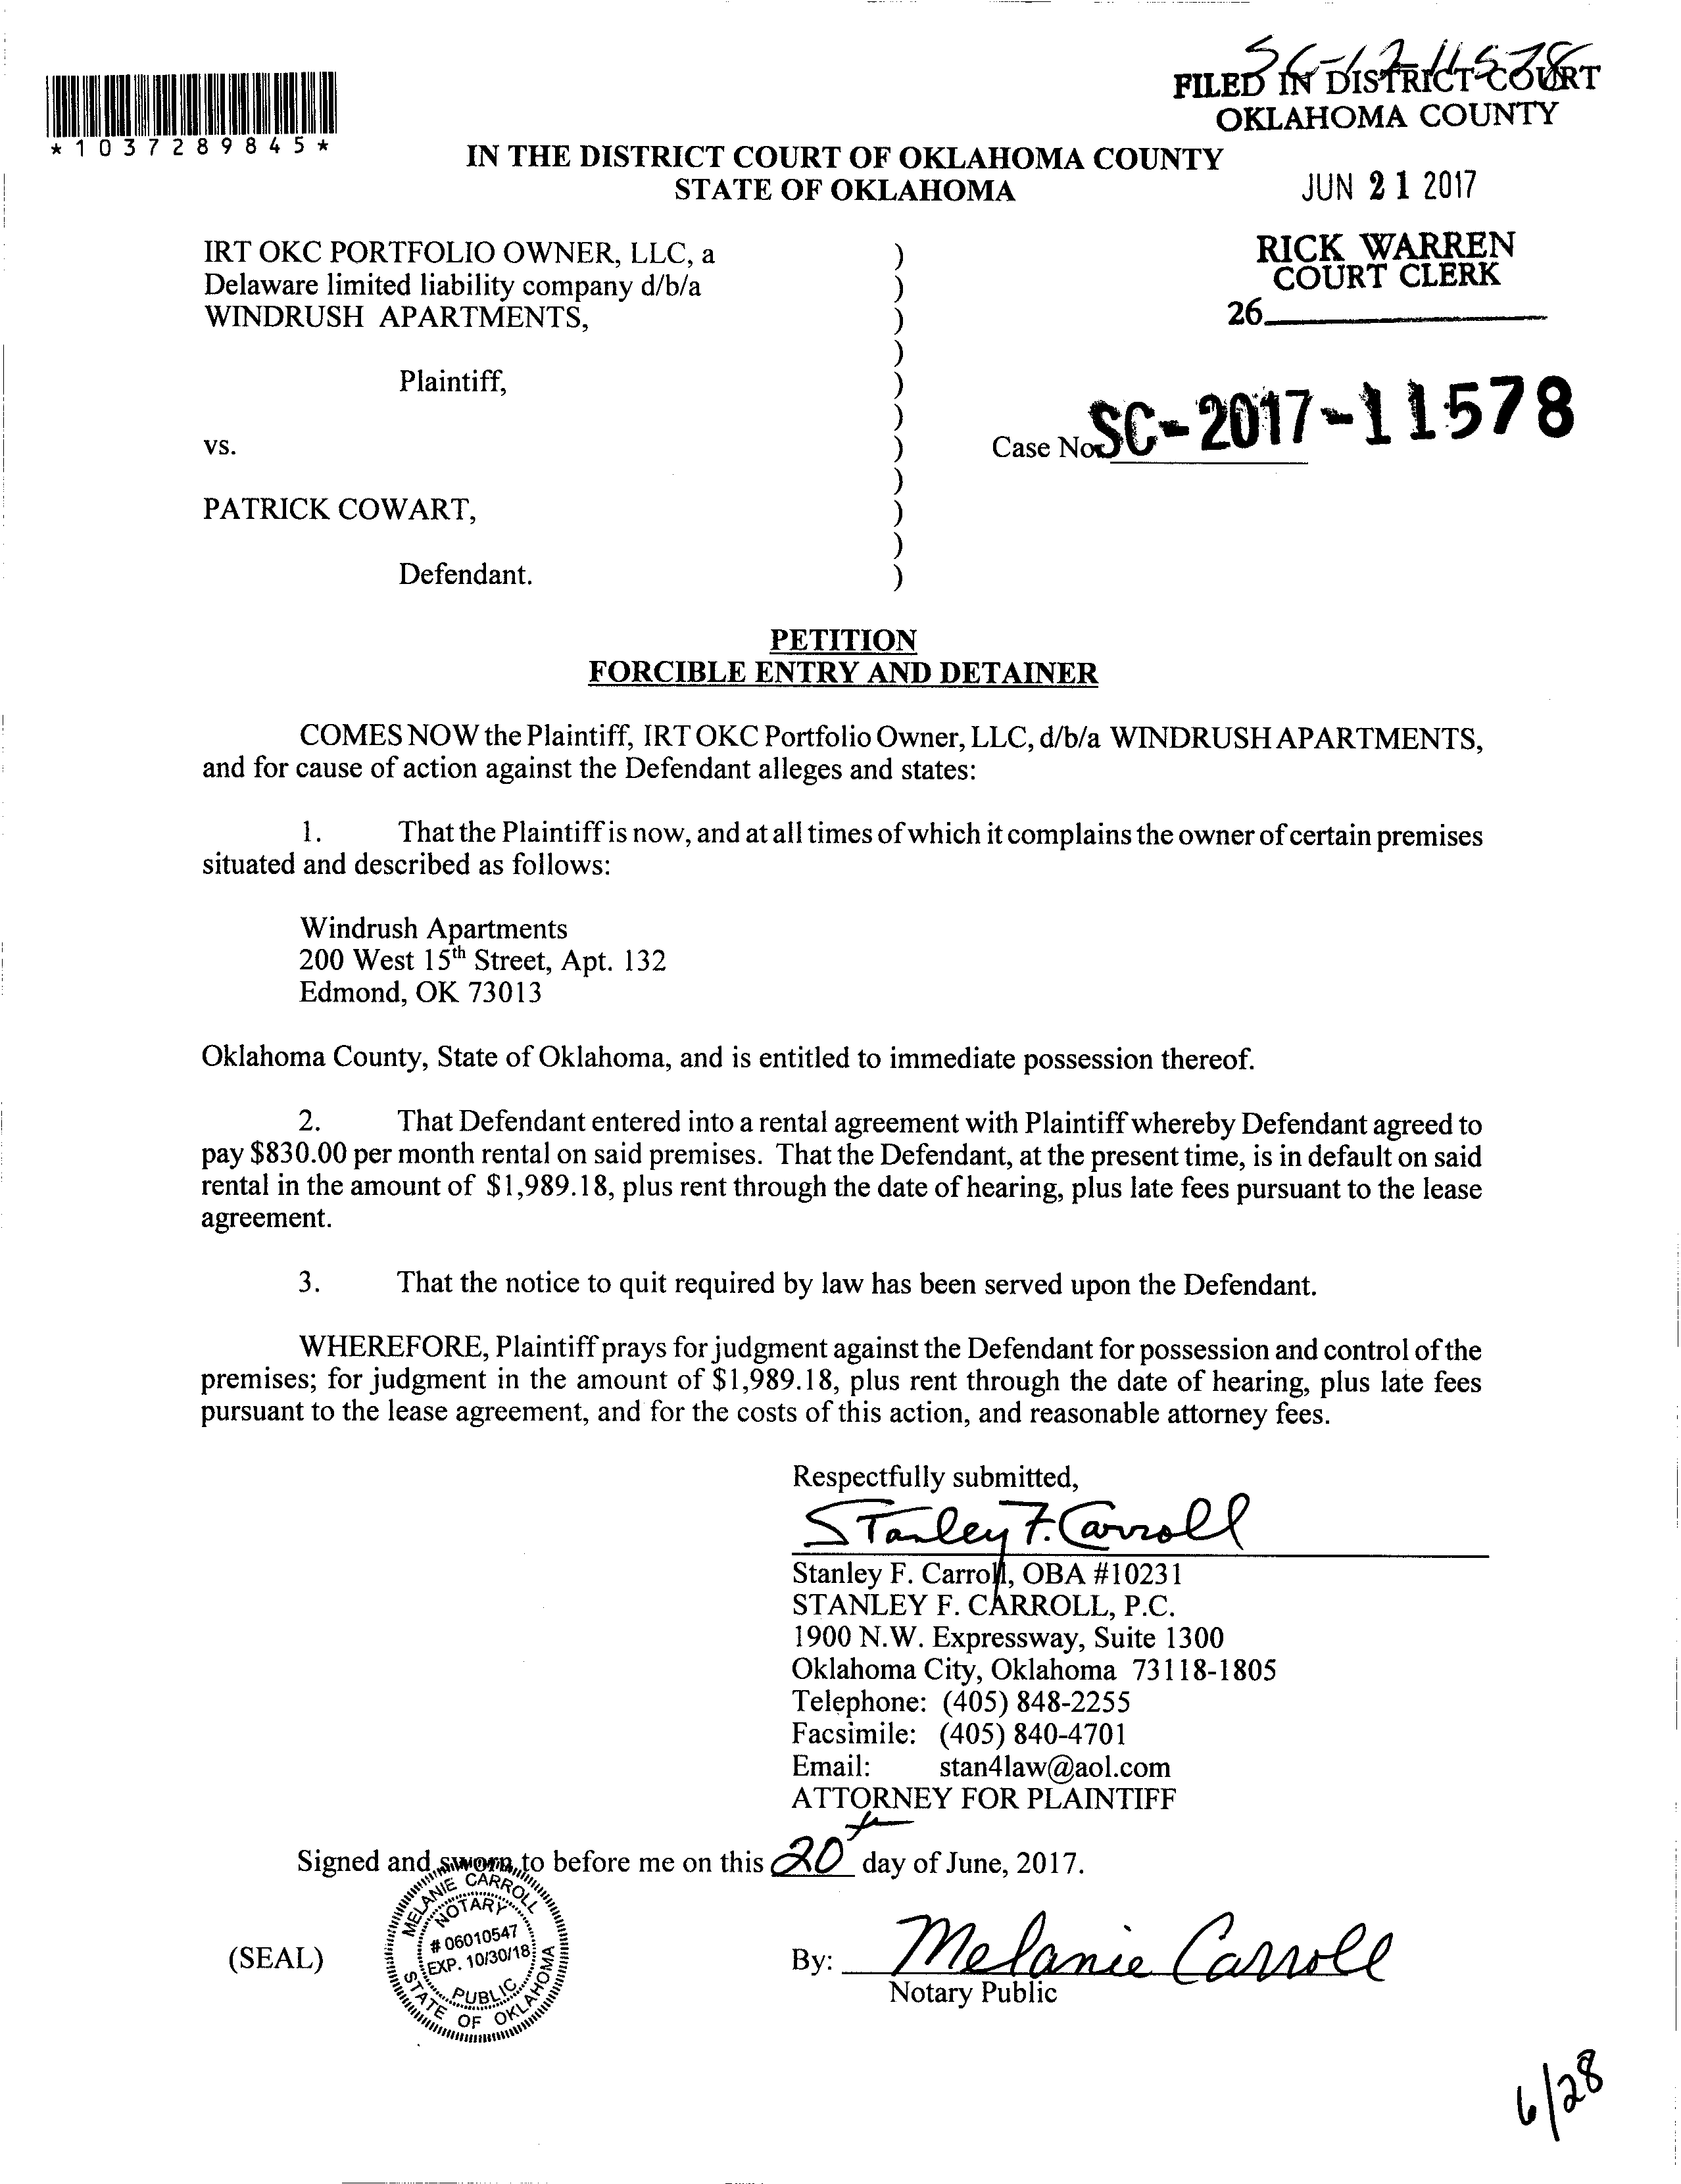 SC-17-11578
FILED IN DISTRICT COURT
OKLAHOMA COUNTY
*1037289845*
IN THE DISTRICT COURT OF OKLAHOMA COUNTY
STATE OF OKLAHOMA
JUN 21 2017
RICK WARREN
COURT CLERK
26
IRT OKC PORTFOLIO OWNER, LLC, a )
Delaware limited liability company d/b/a )
WINDRUSH APARTMENTS, )
)
Plaintiff, )
)
vs. ) Case No. SC-2017-11578
)
PATRICK COWART, )
)
Defendant. )
PETITION
FORCIBLE ENTRY AND DETAINER
COMES NOW the Plaintiff, IRT OKC Portfolio Owner, LLC, d/b/a WINDRUSH APARTMENTS,
and for cause of action against the Defendant alleges and states:
1. That the Plaintiff is now, and at all times of which it complains the owner of certain premises
situated and described as follows:
Windrush Apartments
200 West 15th Street, Apt. 132
Edmond, OK 73013
Oklahoma County, State of Oklahoma, and is entitled to immediate possession thereof.
2. That Defendant entered into a rental agreement with Plaintiff whereby Defendant agreed to
pay $830.00 per month rental on said premises. That the Defendant, at the present time, is in default on said
rental in the amount of $1,989.18, plus rent through the date of hearing, plus late fees pursuant to the lease
agreement.
3. That the notice to quit required by law has been served upon the Defendant.
WHEREFORE, Plaintiff prays for judgment against the Defendant for possession and control of the
premises; for judgment in the amount of $1,989.18, plus rent through the date of hearing, plus late fees
pursuant to the lease agreement, and for the costs of this action, and reasonable attorney fees.
Respectfully submitted,
Stanley F. Carroll
Stanley F. Carroll, OBA #10231
STANLEY F. CARROLL, P.C.
1900 N.W. Expressway, Suite 1300
Oklahoma City, Oklahoma 73118-1805
Telephone: (405) 848-2255
Facsimile: (405) 840-4701
Email: stan4law@aol.com
ATTORNEY FOR PLAINTIFF
Signed and sworn to before me on this 20th day of June, 2017.
MELANIE CARROLL
NOTARY
# 06010547
EXP. 10/30/18
PUBLIC
STATE OF OKLAHOMA
(SEAL)
By: Melanie Carroll
Notary Public
6/28